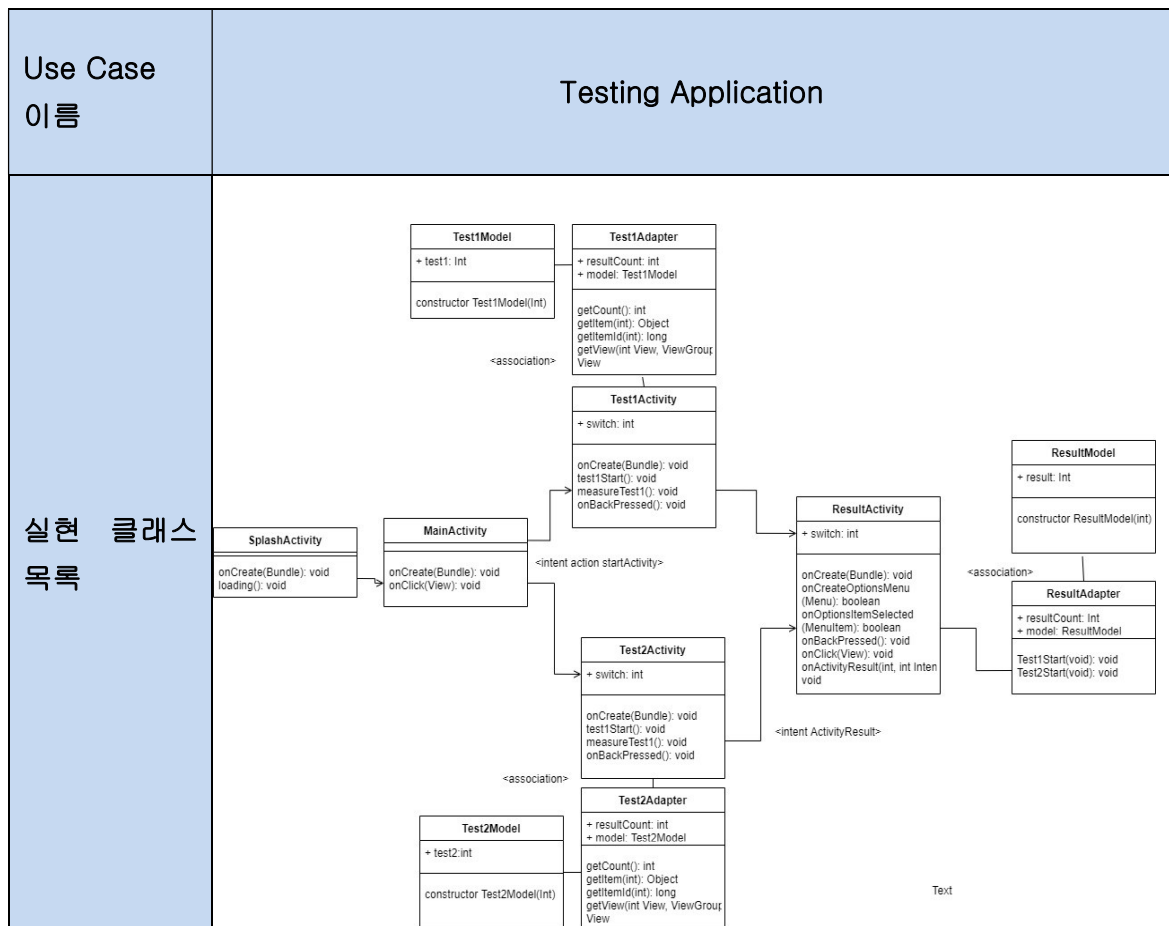 Use Case
이름
Testing Application
실현 클래스
목록
Test1Model
+ test1: Int
constructor Test1Model(Int)
Test1Adapter
+ resultCount: int
+ model: Test1Model
getCount(): int
getItem(int): Object
getItemId(int): long
getView(int View, ViewGroup
View
<association>
Test1Activity
+ switch: int
onCreate(Bundle): void
test1Start(): void
measureTest1(): void
onBackPressed(): void
SplashActivity
onCreate(Bundle): void
loading(): void
MainActivity
onCreate(Bundle): void
onClick(View): void
<intent action startActivity>
ResultActivity
+ switch: int
onCreate(Bundle): void
onCreateOptionsMenu
(Menu): boolean
onOptionsItemSelected
(MenuItem): boolean
onBackPressed(): void
onClick(View): void
onActivityResult(int, int Inten
void
ResultModel
+ result: Int
constructor ResultModel(int)
<association>
ResultAdapter
+ resultCount: Int
+ model: ResultModel
Test1Start(void): void
Test2Start(void): void
Test2Activity
+ switch: int
onCreate(Bundle): void
test1Start(): void
measureTest1(): void
onBackPressed(): void
<intent ActivityResult>
<association>
Test2Adapter
+ resultCount: int
+ model: Test2Model
getCount(): int
getItem(int): Object
getItemId(int): long
getView(int View, ViewGroup
View
Test2Model
+ test2:int
constructor Test2Model(Int)
Text